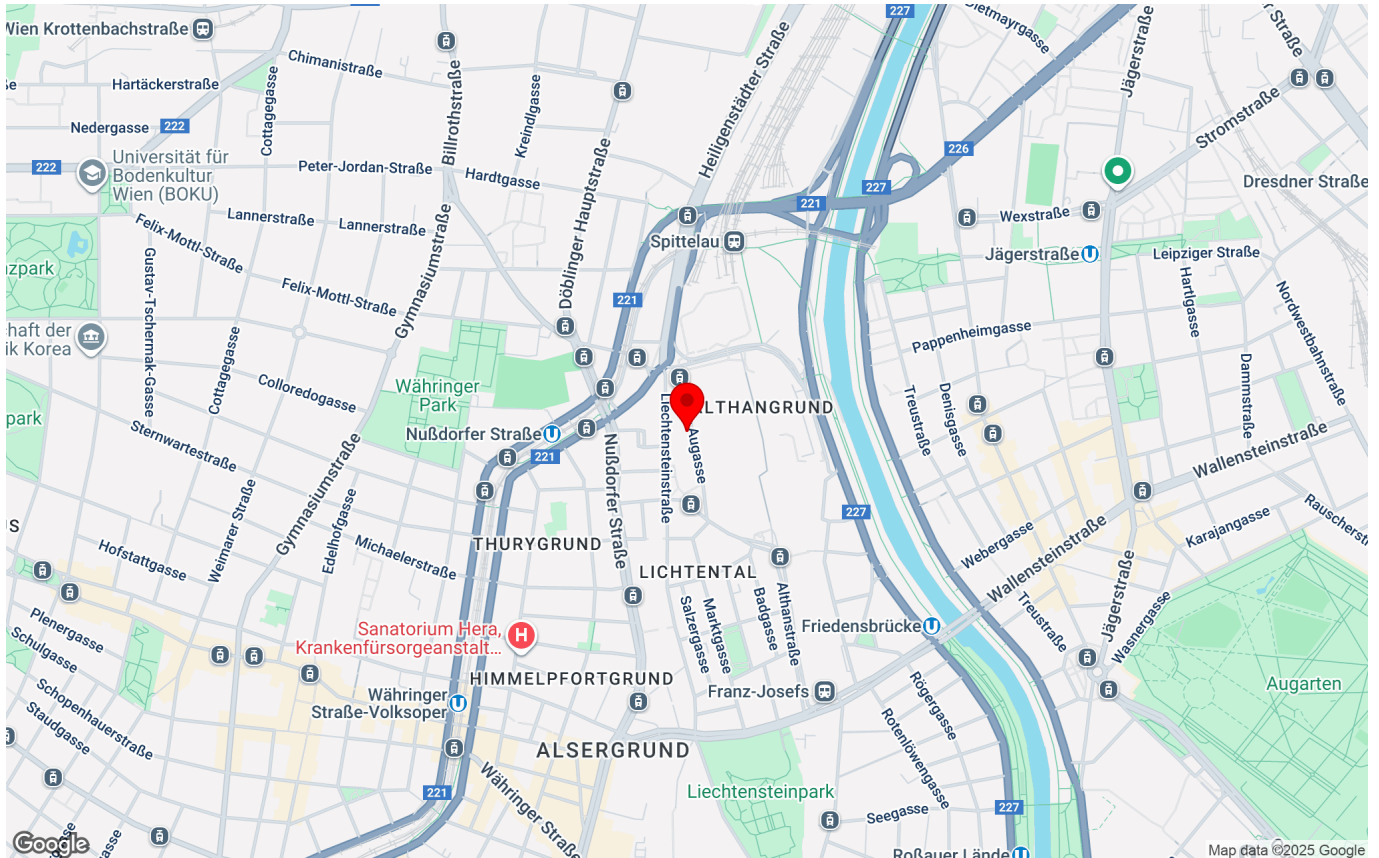 227
Dietmayrgasse
Wien Krottenbachstraße
Chimanistraße
Heiligenstädter Straße
Jägerstraße
Hartäckerstraße
Cottagegasse
Billrothstraße
Kreindlgasse
Stromstraße
Nedergasse
222
226
222
Universität für
Bodenkultur
Wien (BOKU)
Peter-Jordan-Straße
Hardtgasse
Döblinger Hauptstraße
227
Dresdner Straße
221
Lannerstraße
Lannerstraße
Wexstraße
Felix-Mottl-Straße
Gymnasiumstraße
Spittelau
Jägerstraße
Leipziger Straße
Gustav-Tschermak-Gasse
Felix-Mottl-Straße
221
Hartlgasse
Nordwestbahnstraße
Pappenheimgasse
Cottagegasse
Colloredogasse
Währinger
Park
Dammstraße
Treustraße
Denisgasse
Liechtensteinstraße
ALTHANGRUND
Sternwartestraße
Nußdorfer Straße
221
Augasse
Wallensteinstraße
Gymnasiumstraße
Nußdorfer Straße
Weimarer Straße
Edelhofgasse
227
Karajangasse
Hofstattgasse
Michaelerstraße
THURYGRUND
Webergasse
Wallensteinstraße
LICHTENTAL
Plenergasse
Schulgasse
Salzergasse
Marktgasse
Badgasse
Althanstraße
Treustraße
Jägerstraße
Wasnergasse
Friedensbrücke
Sanatorium Hera,
Krankenfürsorgeanstalt...
HIMMELPFORTGRUND
Franz-Josefs
Augarten
Schopenhauerstraße
Staudgasse
Währinger
Straße-Volksoper
Rögergasse
Rotenlöwengasse
ALSERGRUND
Währinger Straße
221
Liechtensteinpark
227
Seegasse
Roßauer Lände
Google
Map data ©2025 Google